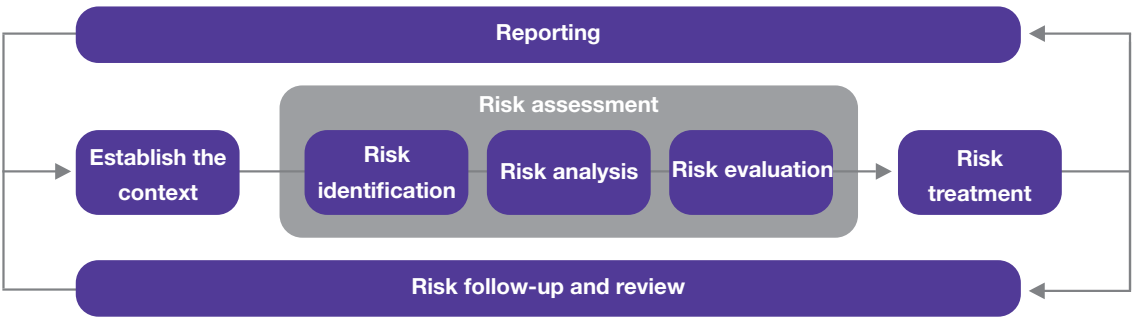 Reporting
Risk assessment
Establish the
context
Risk
identification
Risk analysis
Risk evaluation
Risk
treatment
Risk follow-up and review